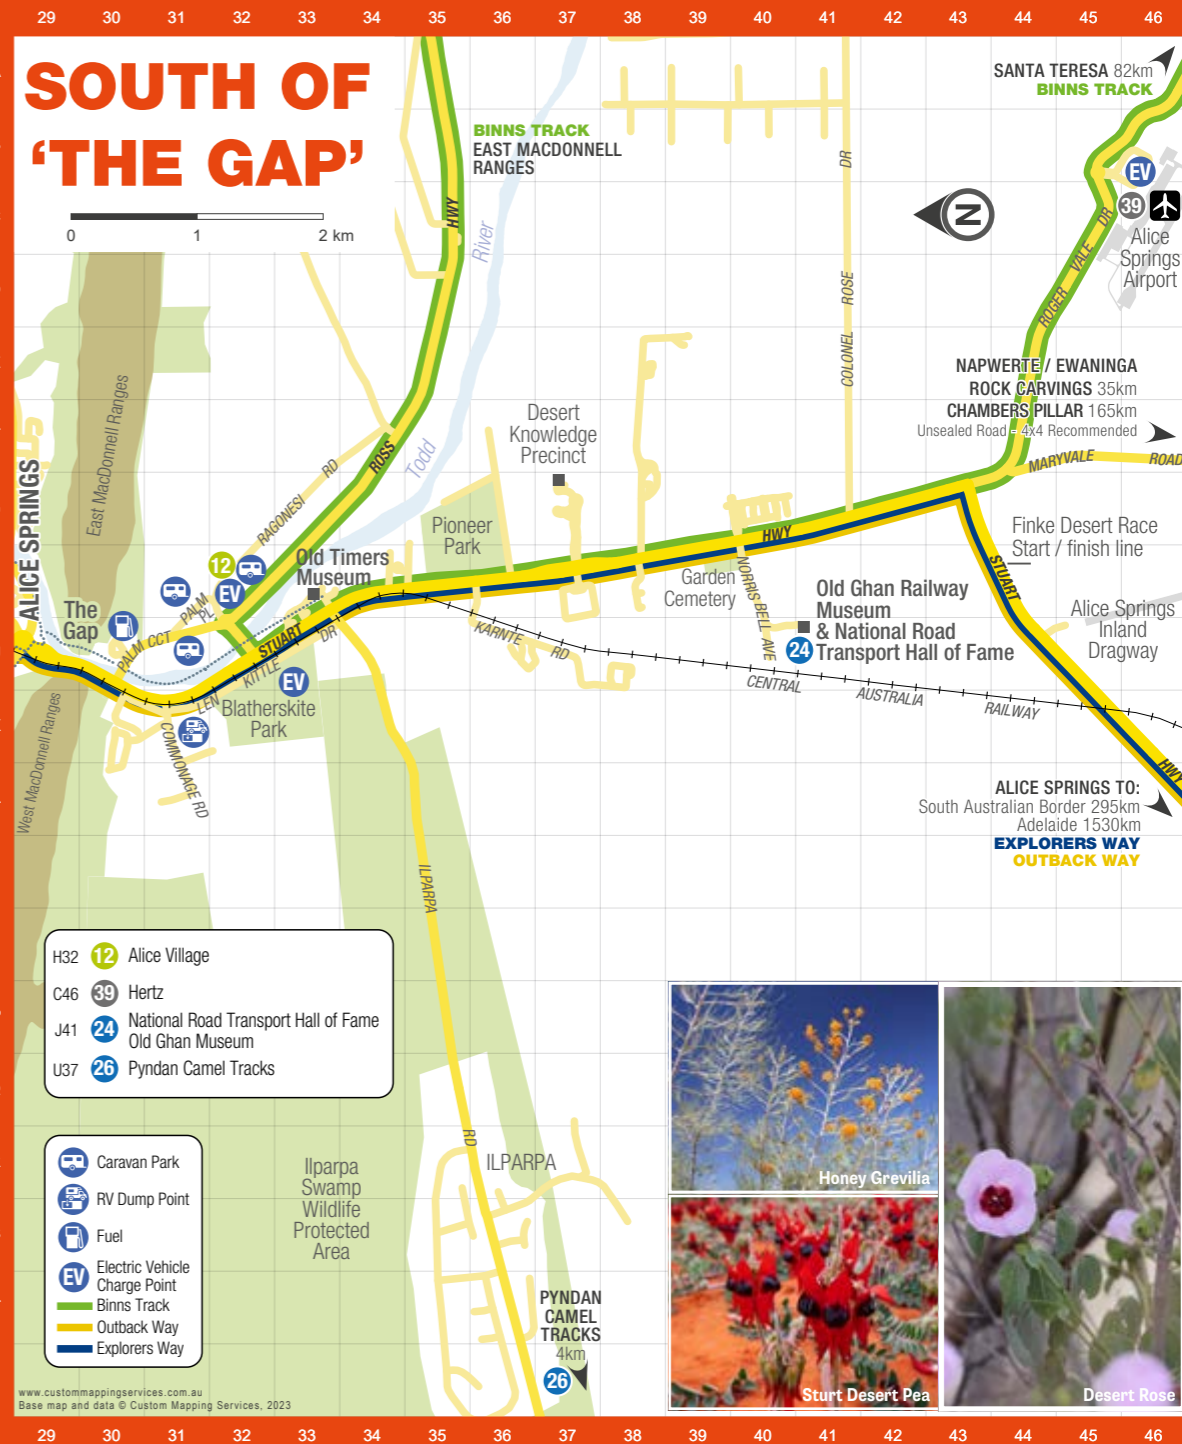 29 30 31 32 33 34 35 36 37 38 39 40 41 42 43 44 45 46
SOUTH OF
‘THE GAP’
0 1 2 km
BINNS TRACK
EAST MACDONNELL
RANGES
HWY
River
DR
COLONEL ROSE
N
SANTA TERESA 82km
BINNS TRACK
EV
39
Alice
Springs
Airport
ROGER VALE DR
NAPWERTE / EWANINGA
ROCK CARVINGS 35km
CHAMBERS PILLAR 165km
Unsealed Road - 4x4 Recommended
MARYVALE ROAD
East MacDonnell Ranges
ALICE SPRINGS
The
Gap
RAGONESI RD
ROSS
Todd
Desert
Knowledge
Precinct
Pioneer
Park
12
EV
PALM PL
PALM CCT
Old Timers
Museum
STUART
LEN KITTLE DR
EV
Blatherskite
Park
COMMONAGE RD
West MacDonnell Ranges
HWY
Garden
Cemetery
NORRIS BELL AVE
KARNTE RD
Old Ghan Railway
Museum
& National Road
Transport Hall of Fame
24
CENTRAL AUSTRALIA RAILWAY
Finke Desert Race
Start / finish line
STUART
Alice Springs
Inland
Dragway
HWY
ALICE SPRINGS TO:
South Australian Border 295km
Adelaide 1530km
EXPLORERS WAY
OUTBACK WAY
ILPARPA
RD
H32 12 Alice Village
C46 39 Hertz
J41 24 National Road Transport Hall of Fame
Old Ghan Museum
U37 26 Pyndan Camel Tracks
Caravan Park
RV Dump Point
Fuel
EV Electric Vehicle
Charge Point
Binns Track
Outback Way
Explorers Way
Ilparpa
Swamp
Wildlife
Protected
Area
ILPARPA
PYNDAN
CAMEL
TRACKS
4km
26
Honey Grevilia
Sturt Desert Pea
Desert Rose
www.custommappingservices.com.au
Base map and data © Custom Mapping Services, 2023
29 30 31 32 33 34 35 36 37 38 39 40 41 42 43 44 45 46